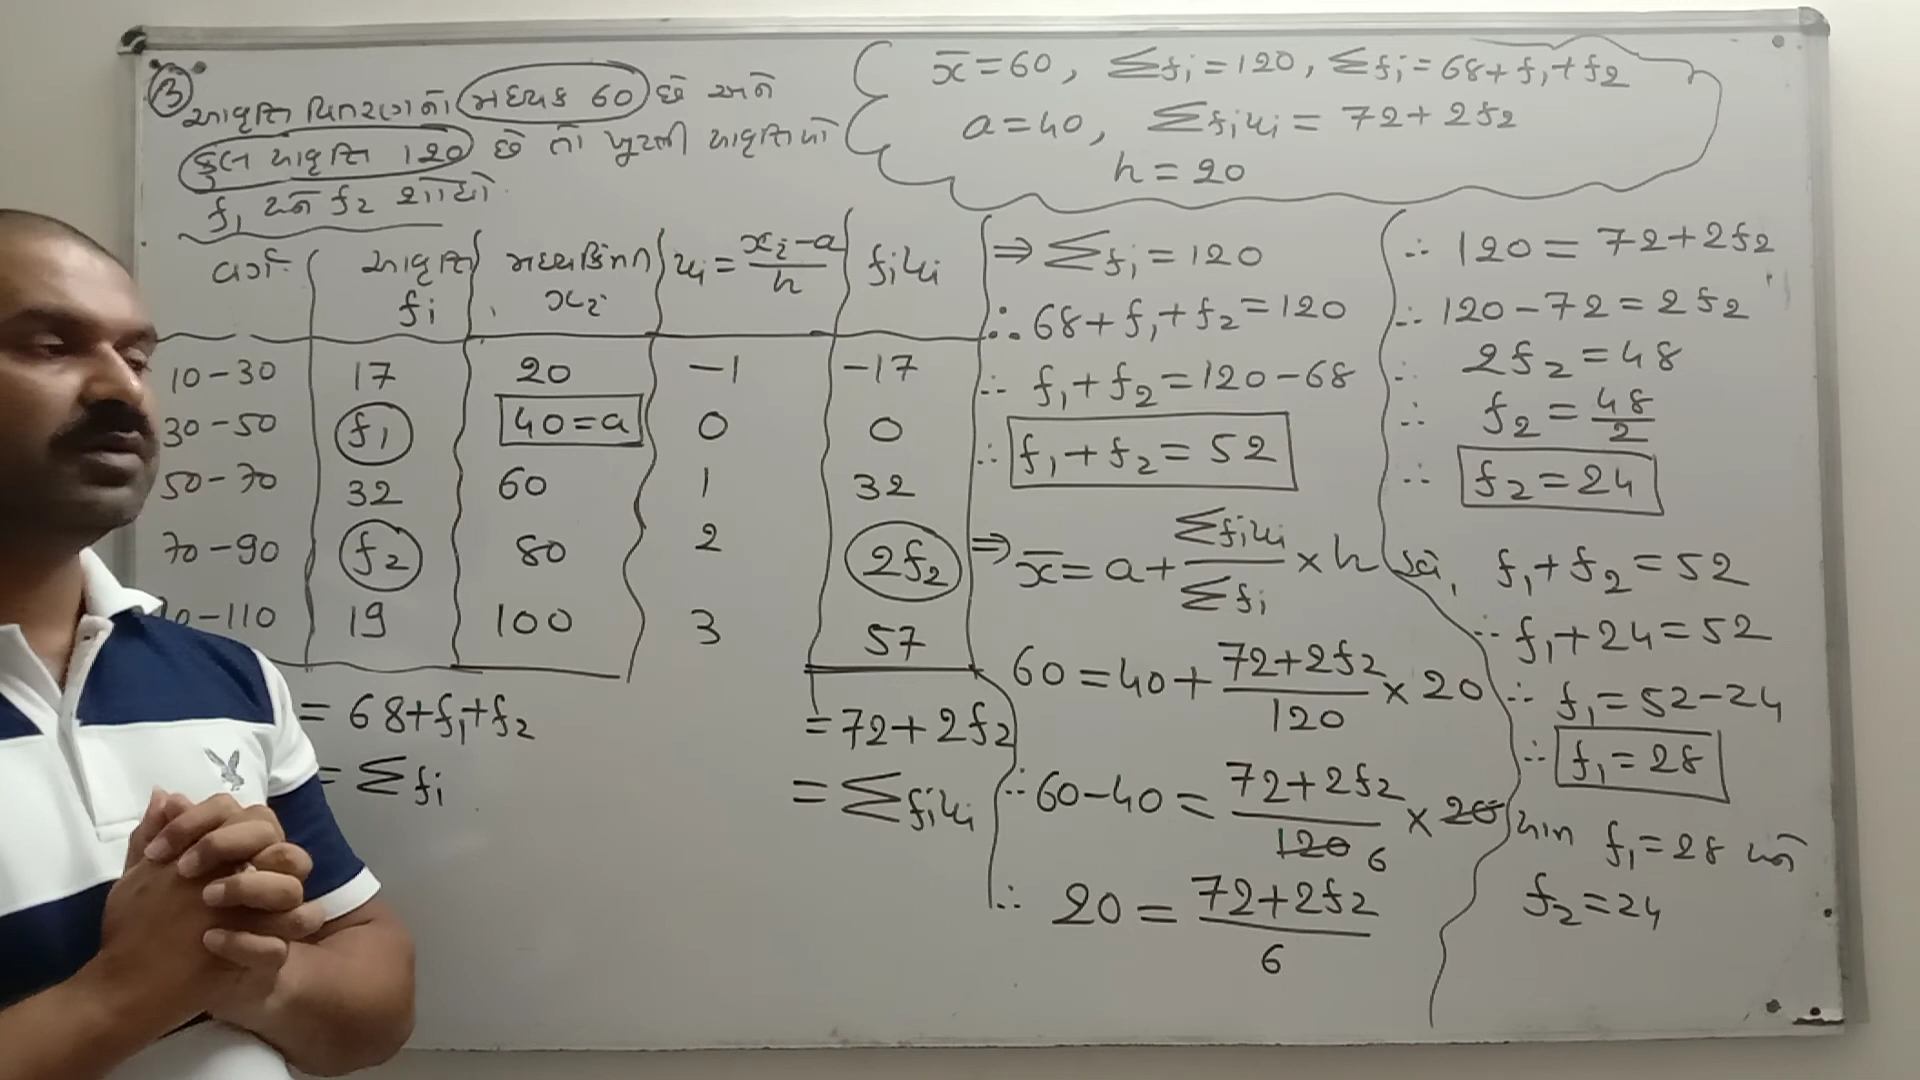 ③ આવૃત્તિ વિતરણનો મધ્યક 60 છે અને
કુલ આવૃત્તિ 120 છે તો ખૂટતી આવૃત્તિઓ
f₁ અને f₂ શોધો.
x̄ = 60, Σfᵢ = 120, Σfᵢ = 68 + f₁ + f₂
a = 40, Σfᵢuᵢ = 72 + 2f₂
h = 20
વર્ગ આવૃત્તિ fᵢ મધ્યકિંમત xᵢ uᵢ = (xᵢ - a)/h fᵢuᵢ
10-30 17 20 -1 -17
30-50 f₁ 40=a 0 0
50-70 32 60 1 32
70-90 f₂ 80 2 2f₂
0-110 19 100 3 57
= 68+f₁+f₂ = 72+2f₂
= Σfᵢ = Σfᵢuᵢ
⇒ Σfᵢ = 120
∴ 68 + f₁ + f₂ = 120
∴ f₁ + f₂ = 120 - 68
∴ f₁ + f₂ = 52
⇒ x̄ = a + Σfᵢuᵢ/Σfᵢ × h
60 = 40 + (72+2f₂)/120 × 20
∴ 60-40 = (72+2f₂)/120 6 × 20
∴ 20 = (72+2f₂)/6
∴ 120 = 72+2f₂
∴ 120-72 = 2f₂
∴ 2f₂ = 48
∴ f₂ = 48/2
∴ f₂ = 24
હવે, f₁ + f₂ = 52
∴ f₁ + 24 = 52
∴ f₁ = 52-24
∴ f₁ = 28
આમ f₁ = 28 અને
f₂ = 24